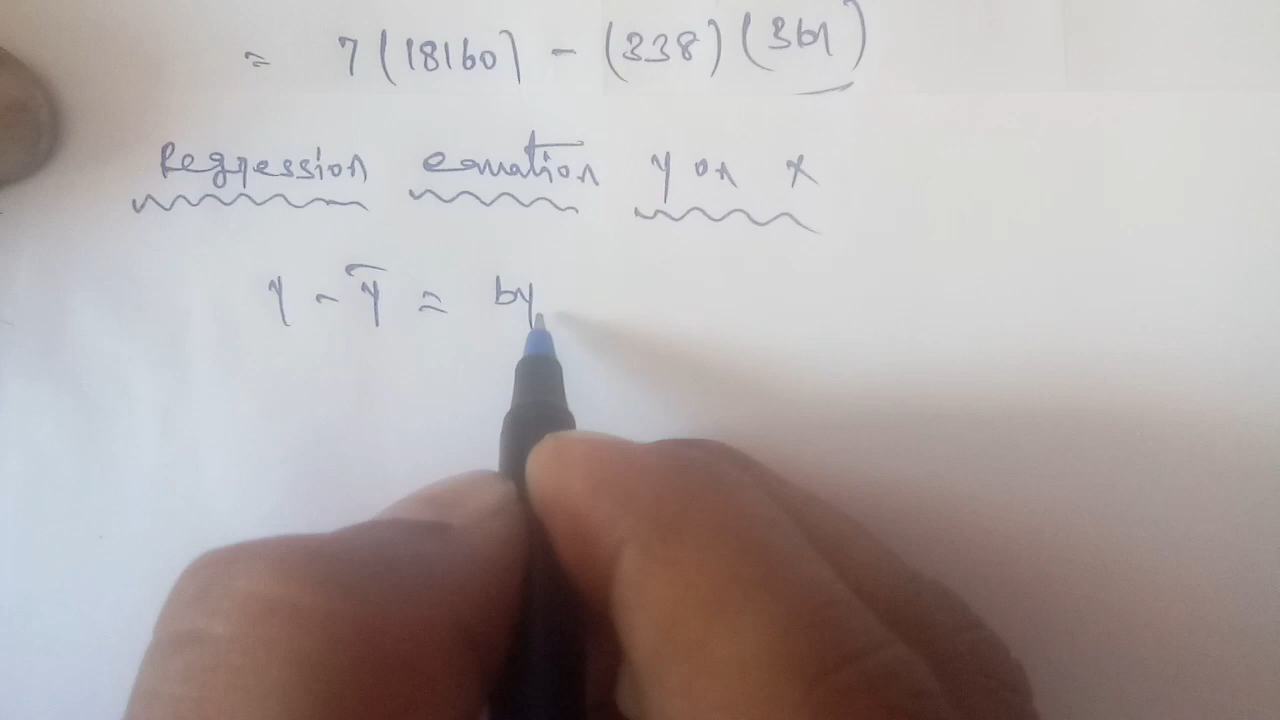 = 7(18160) - (338)(361)
Regression equation y on x
y - ȳ = by